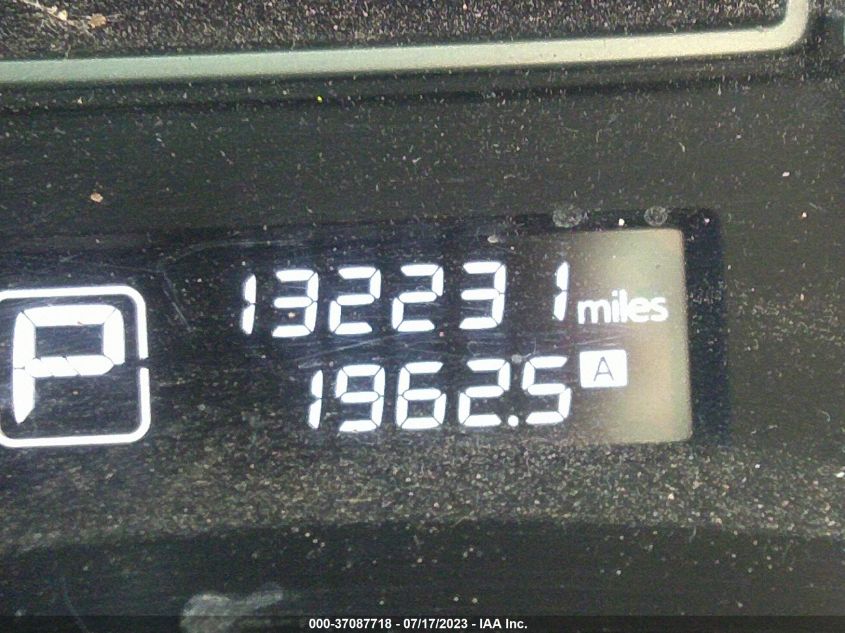 132231 miles
P
1962.5 A
000-37087718 - 07/17/2023 - IAA Inc.